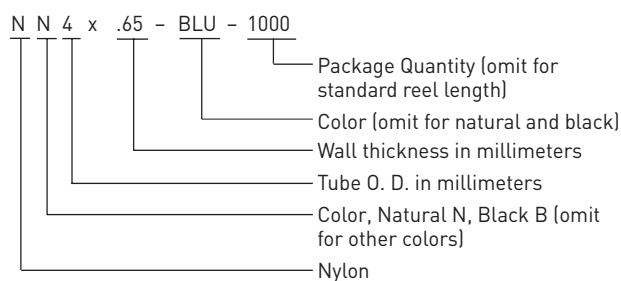 N N 4 x .65 – BLU – 1000
Package Quantity (omit for
standard reel length)
Color (omit for natural and black)
Wall thickness in millimeters
Tube O. D. in millimeters
Color, Natural N, Black B (omit
for other colors)
Nylon